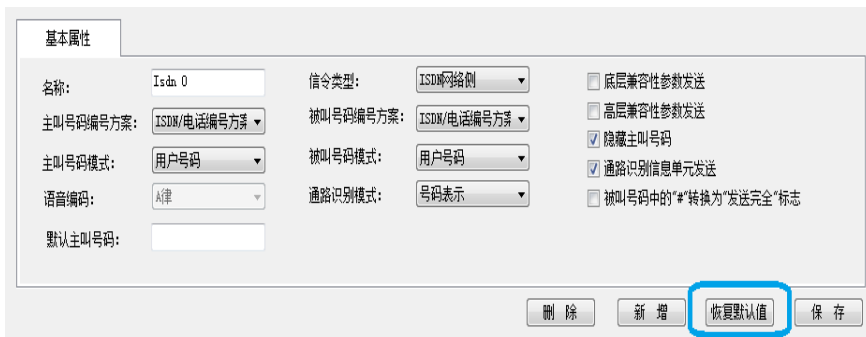 基本属性
名称： Isdn 0 信令类型： ISDN网络侧 底层兼容性参数发送
主叫号码编号方案： ISDN/电话编号方案 被叫号码编号方案： ISDN/电话编号方案 高层兼容性参数发送
隐藏主叫号码
主叫号码模式： 用户号码 被叫号码模式： 用户号码 通路识别信息单元发送
语音编码： A律 通路识别模式： 号码表示 被叫号码中的"#"转换为"发送完全"标志
默认主叫号码：
删 除 新 增 恢复默认值 保 存